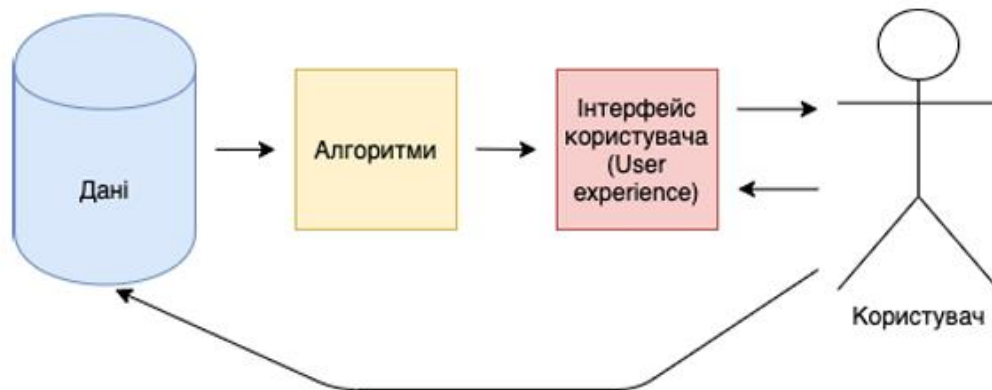 Дані
Алгоритми
Інтерфейс
користувача
(User
experience)
Користувач